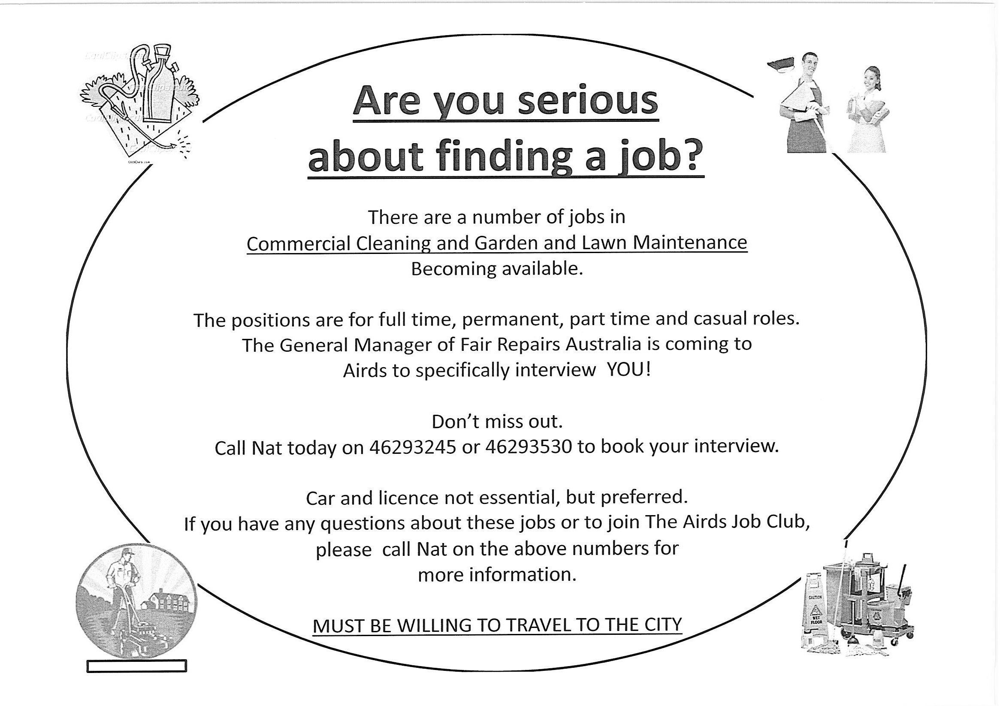 CoolClips.com
CoolClips.com
Are you serious
about finding a job?
There are a number of jobs in
Commercial Cleaning and Garden and Lawn Maintenance
Becoming available.
The positions are for full time, permanent, part time and casual roles.
The General Manager of Fair Repairs Australia is coming to
Airds to specifically interview  YOU!
Don’t miss out.
Call Nat today on 46293245 or 46293530 to book your interview.
Car and licence not essential, but preferred.
If you have any questions about these jobs or to join The Airds Job Club,
please  call Nat on the above numbers for
more information.
CAUTION
WET
FLOOR
MUST BE WILLING TO TRAVEL TO THE CITY